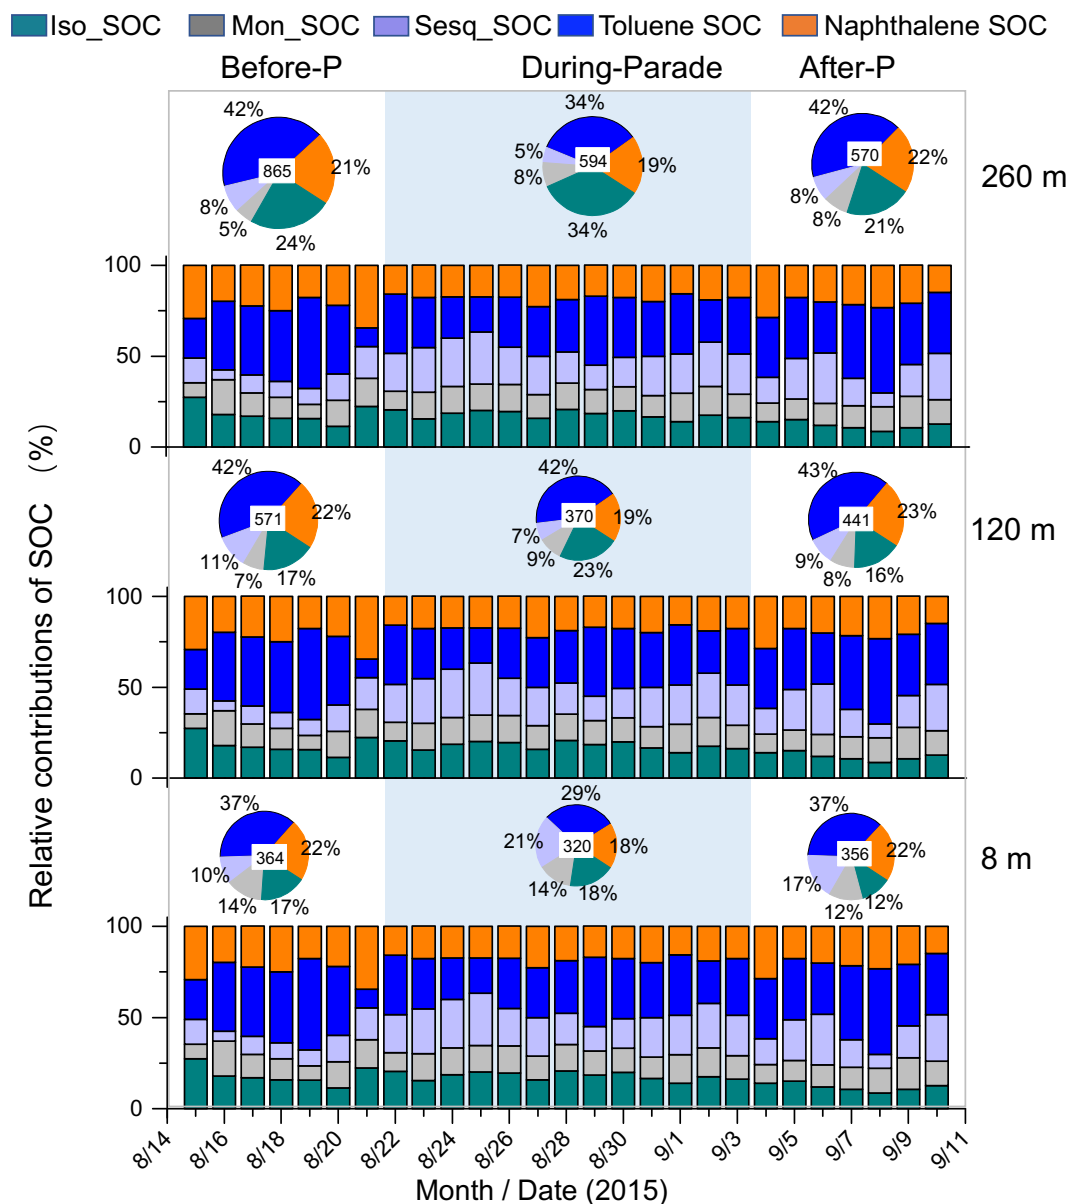 Iso_SOC Mon_SOC Sesq_SOC Toluene SOC Naphthalene SOC
Before-P During-Parade After-P
42% 34% 42%
865 21% 5% 594 19% 570 22%
8% 8% 8%
5% 24% 34% 8% 21%
260 m
100
50
0
42% 42% 43%
571 22% 370 19% 441 23%
11% 7% 9%
7% 17% 9% 23% 8% 16%
120 m
100
50
0
37% 29% 37%
364 22% 21% 320 18% 356 22%
10% 17%
14% 17% 14% 18% 12% 12%
8 m
100
50
0
Relative contributions of SOC (%)
8/14 8/16 8/18 8/20 8/22 8/24 8/26 8/28 8/30 9/1 9/3 9/5 9/7 9/9 9/11
Month / Date (2015)